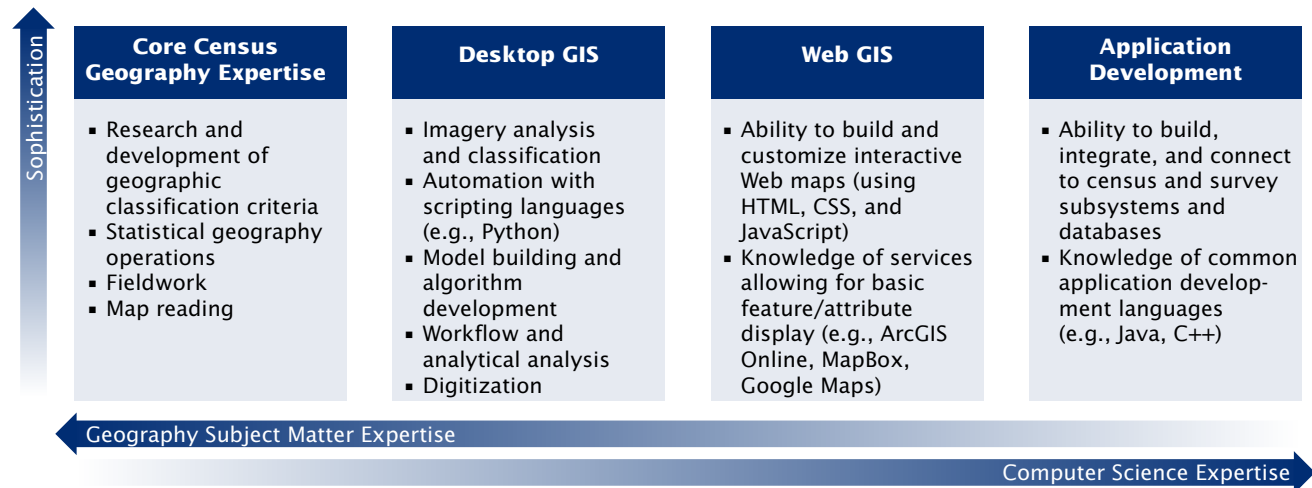 Sophistication
Core Census
Geography Expertise
▪ Research and
development of
geographic
classification criteria
▪ Statistical geography
operations
▪ Fieldwork
▪ Map reading
Desktop GIS
▪ Imagery analysis
and classification
▪ Automation with
scripting languages
(e.g., Python)
▪ Model building and
algorithm
development
▪ Workflow and
analytical analysis
▪ Digitization
Web GIS
▪ Ability to build and
customize interactive
Web maps (using
HTML, CSS, and
JavaScript)
▪ Knowledge of services
allowing for basic
feature/attribute
display (e.g., ArcGIS
Online, MapBox,
Google Maps)
Application
Development
▪ Ability to build,
integrate, and connect
to census and survey
subsystems and
databases
▪ Knowledge of common
application develop-
ment languages
(e.g., Java, C++)
Geography Subject Matter Expertise
Computer Science Expertise